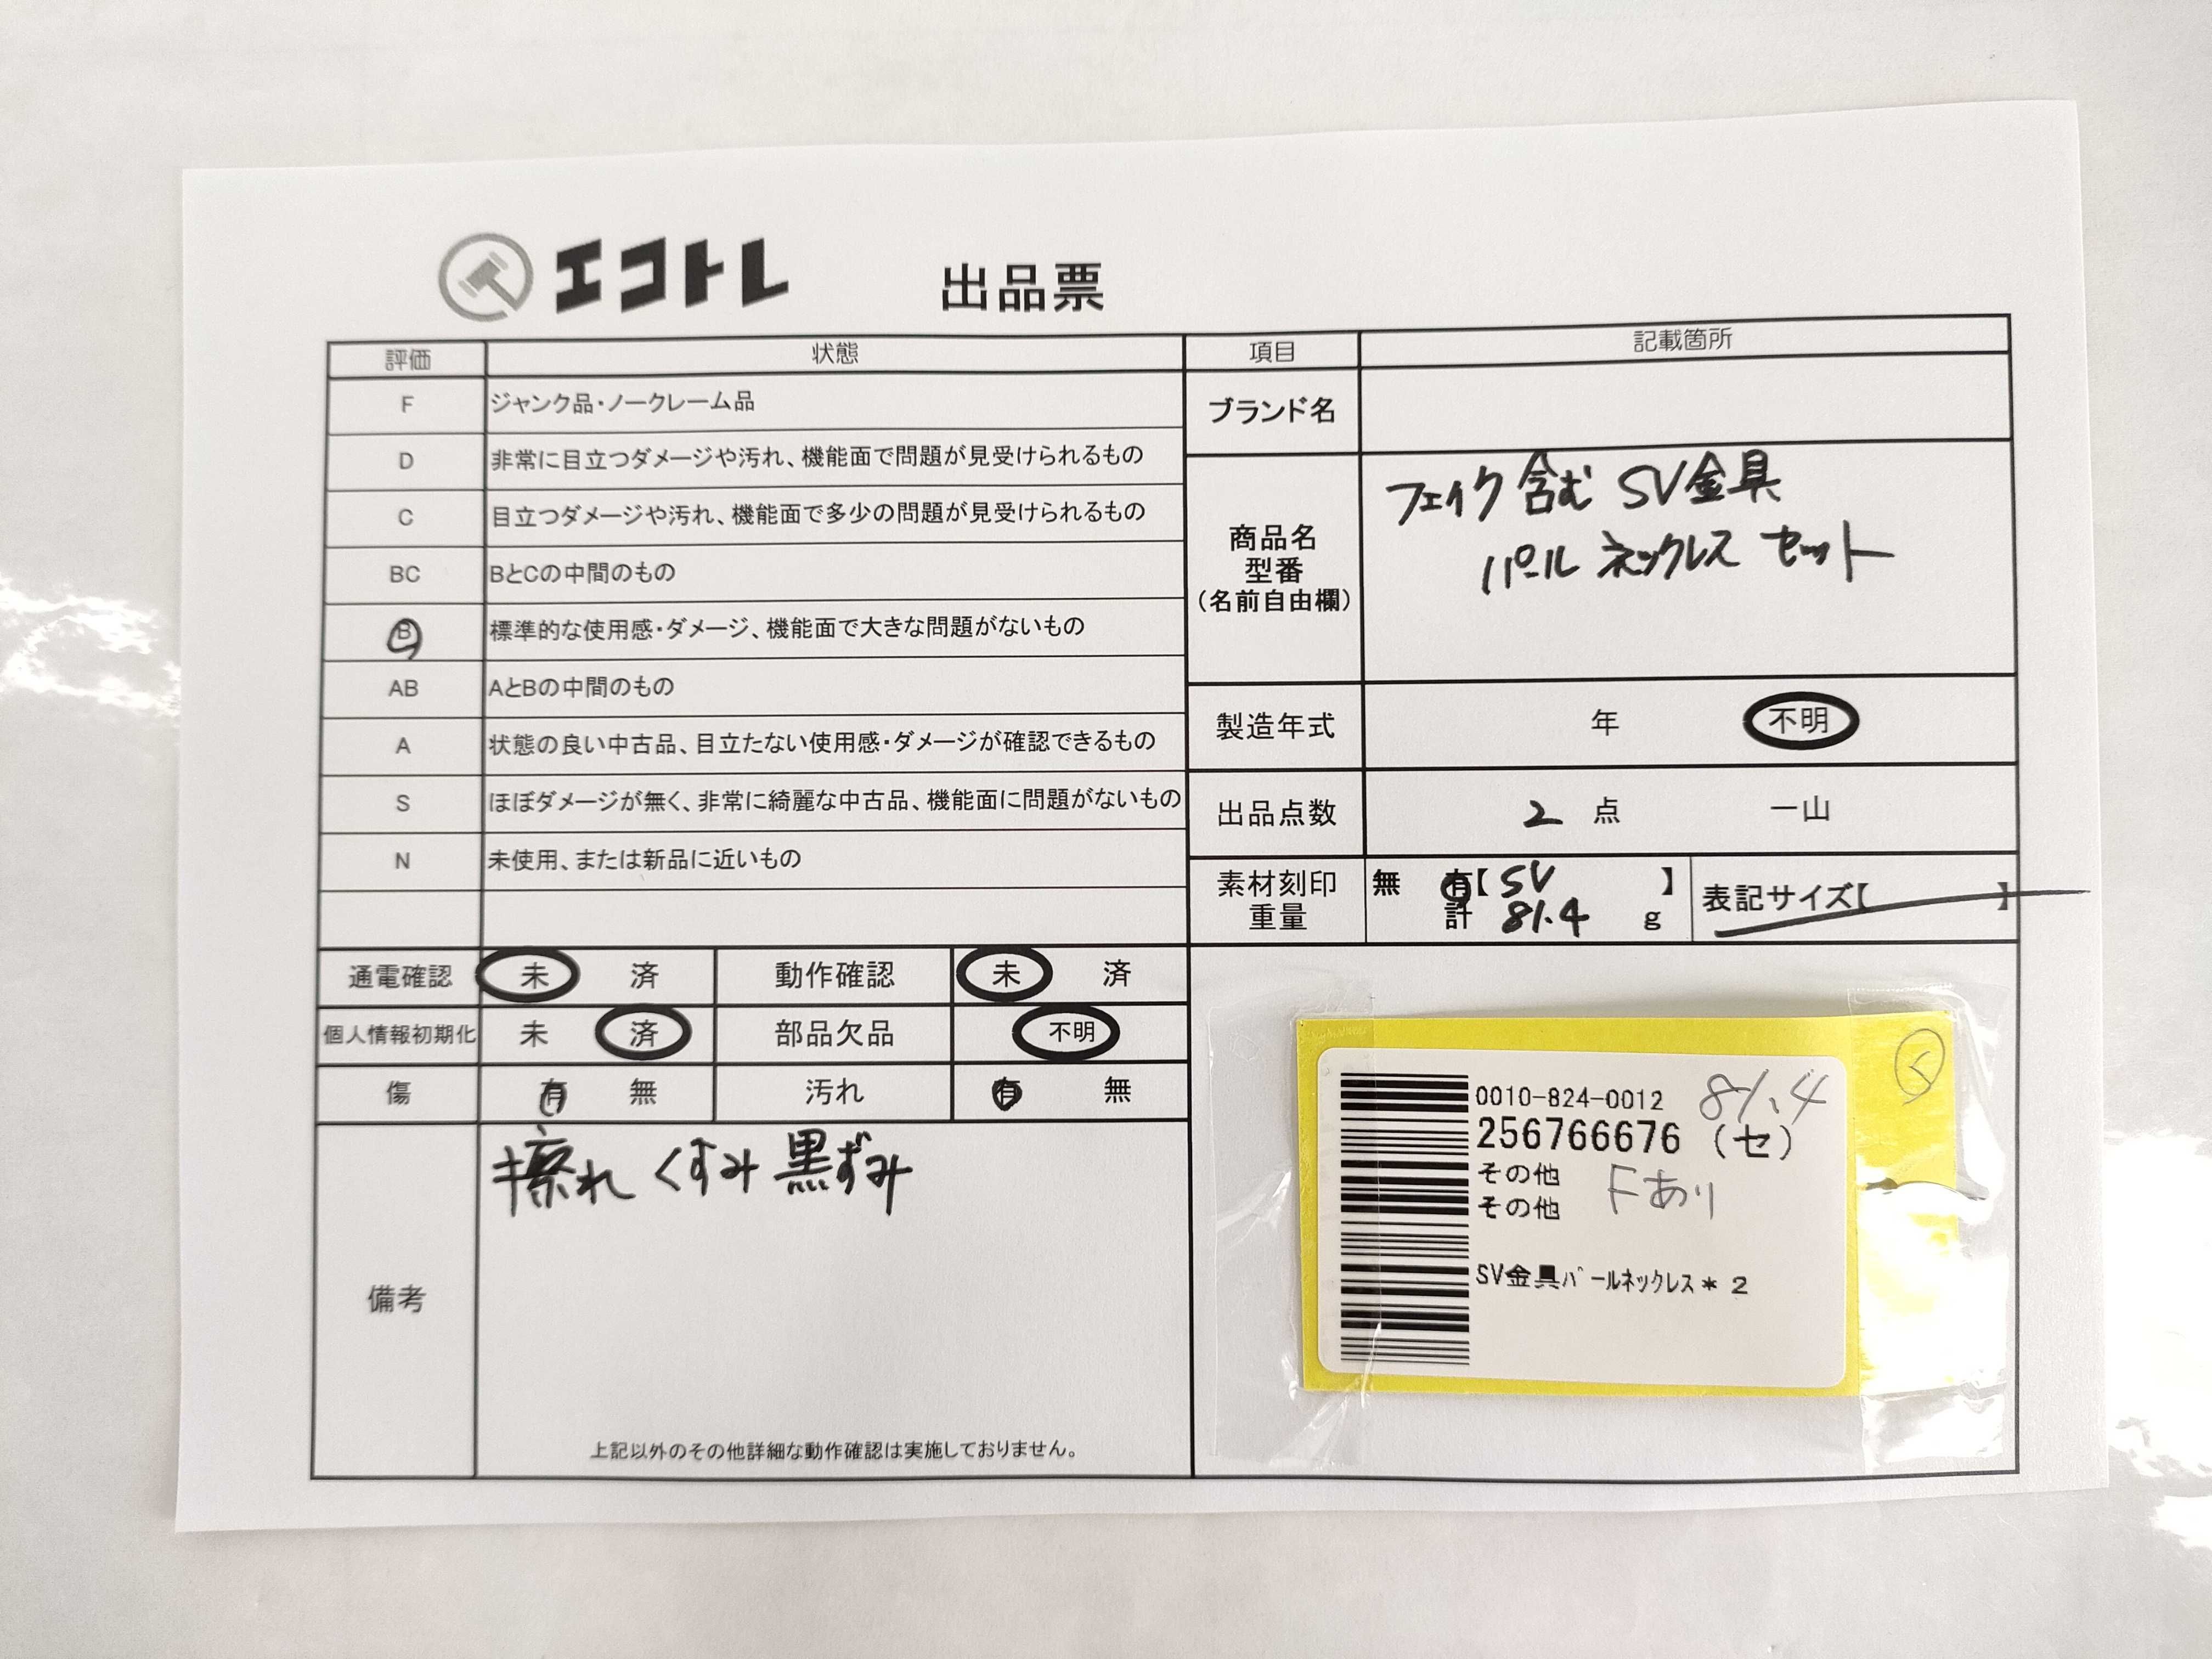 エコトレ 出品票
評価 状態
F ジャンク品・ノークレーム品
D 非常に目立つダメージや汚れ、機能面で問題が見受けられるもの
C 目立つダメージや汚れ、機能面で多少の問題が見受けられるもの
BC BとCの中間のもの
B 標準的な使用感・ダメージ、機能面で大きな問題がないもの
AB AとBの中間のもの
A 状態の良い中古品、目立たない使用感・ダメージが確認できるもの
S ほぼダメージが無く、非常に綺麗な中古品、機能面に問題がないもの
N 未使用、または新品に近いもの
通電確認 未 済 動作確認 未 済
個人情報初期化 未 済 部品欠品 不明
傷 有 無 汚れ 有 無
備考
擦れ くすみ 黒ずみ
上記以外のその他詳細な動作確認は実施しておりません。
項目 記載箇所
ブランド名
商品名
型番
(名前自由欄)
フェイク含む SV金具
パール ネックレス セット
製造年式 年 不明
出品点数 2 点 一山
素材刻印 無 有【 SV 】
重量 計 81.4 g
表記サイズ【 】
0010-824-0012 81.4
256766676 (セ)
その他
その他 Fあり
SV金具パールネックレス*2